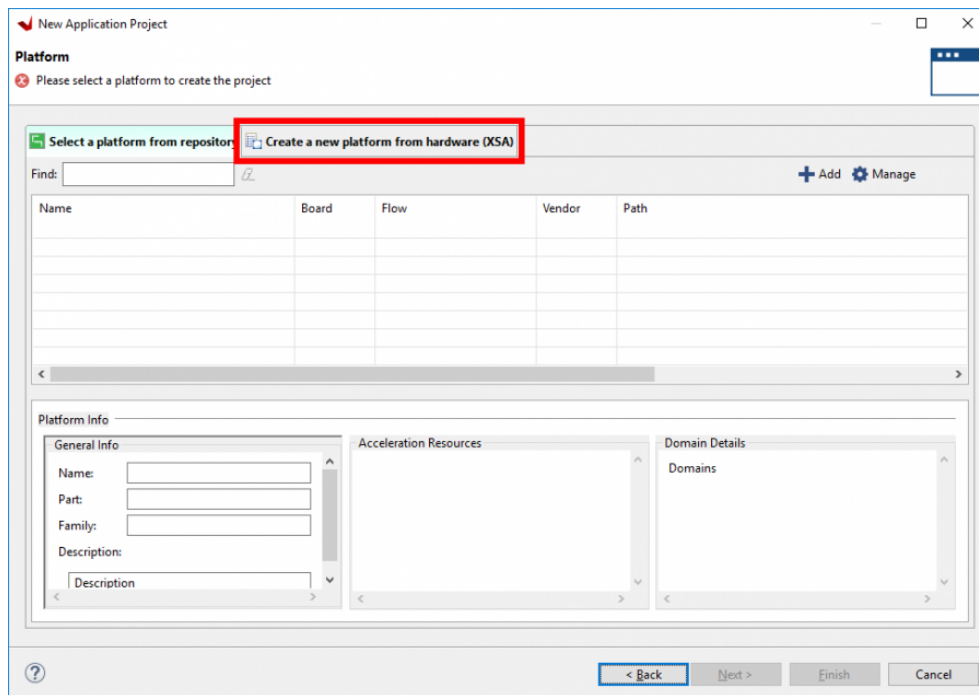 New Application Project
Platform
Please select a platform to create the project
Select a platform from repository
Create a new platform from hardware (XSA)
Find:
Add
Manage
Name Board Flow Vendor Path
Platform Info
General Info
Name:
Part:
Family:
Description:
Description
Acceleration Resources
Domain Details
Domains
< Back
Next >
Finish
Cancel